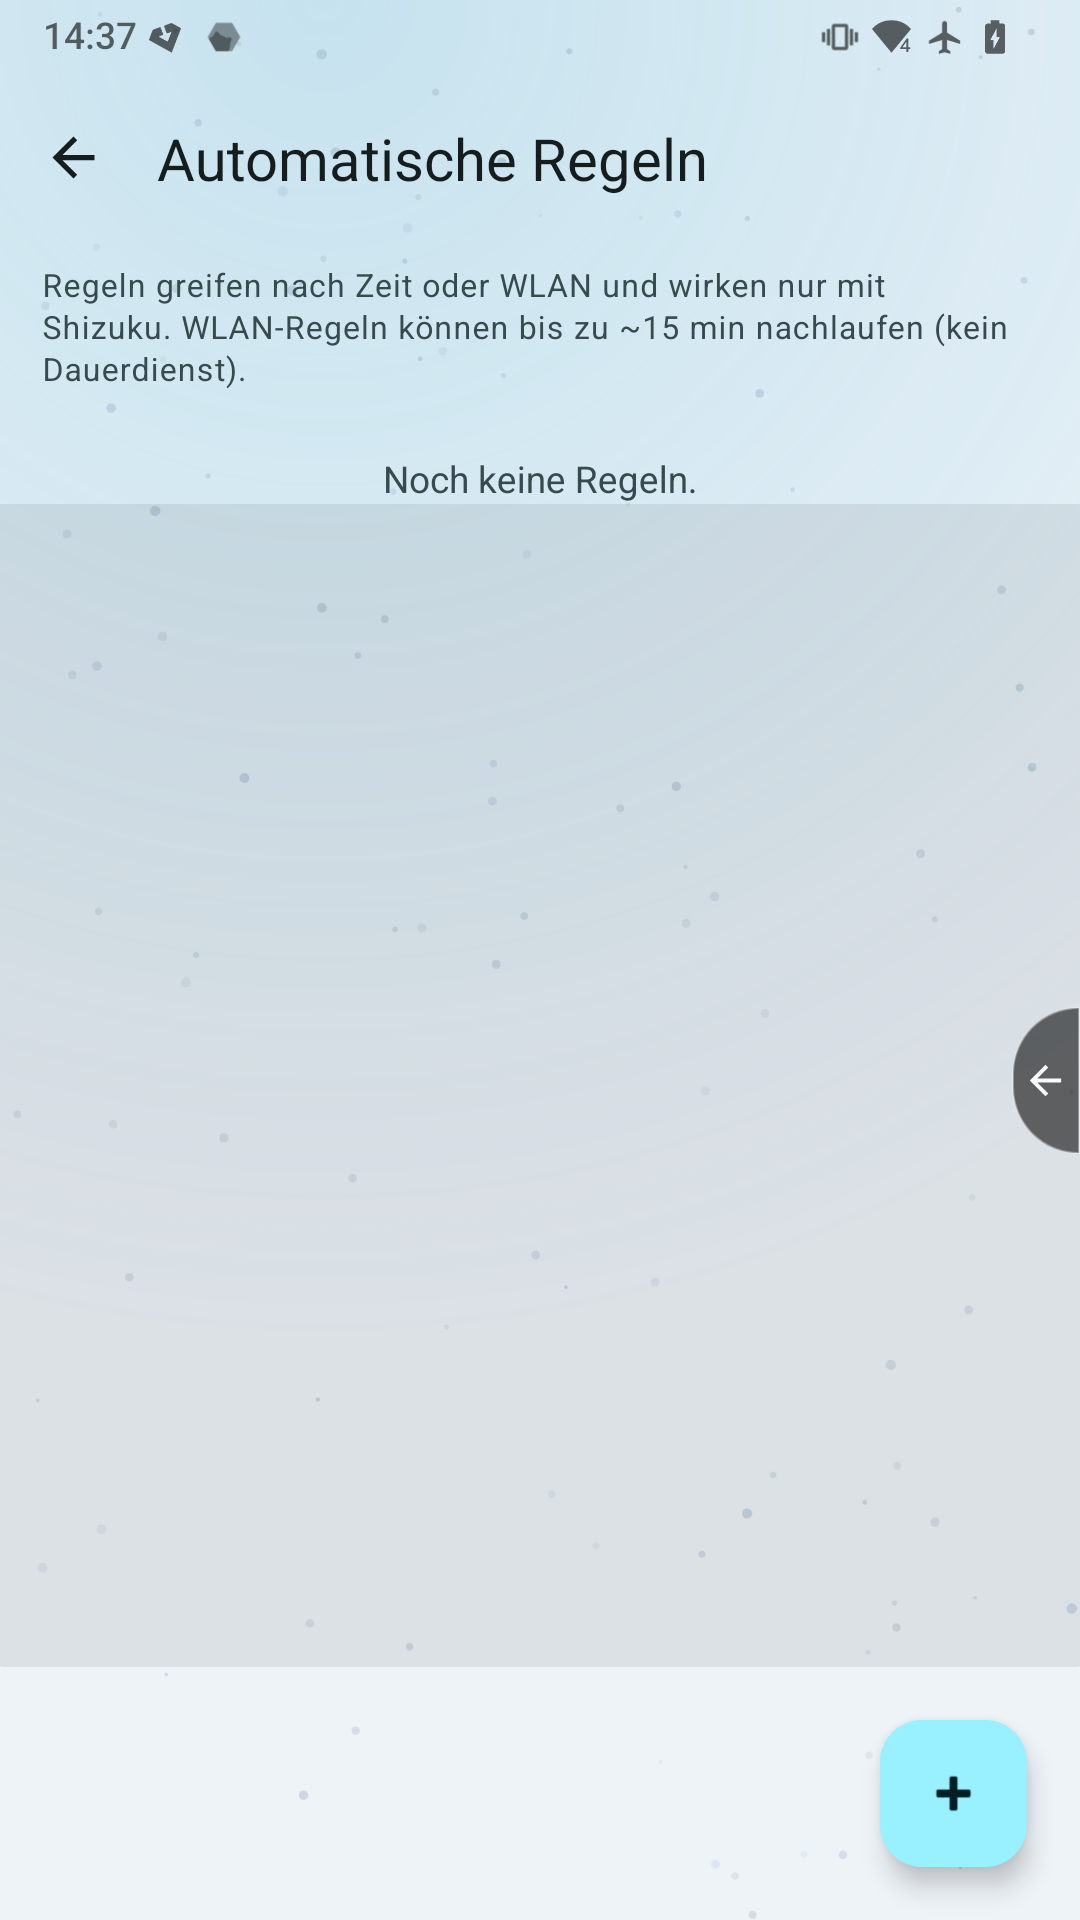 14:37
4
Automatische Regeln
Regeln greifen nach Zeit oder WLAN und wirken nur mit
Shizuku. WLAN-Regeln können bis zu ~15 min nachlaufen (kein
Dauerdienst).
Noch keine Regeln.